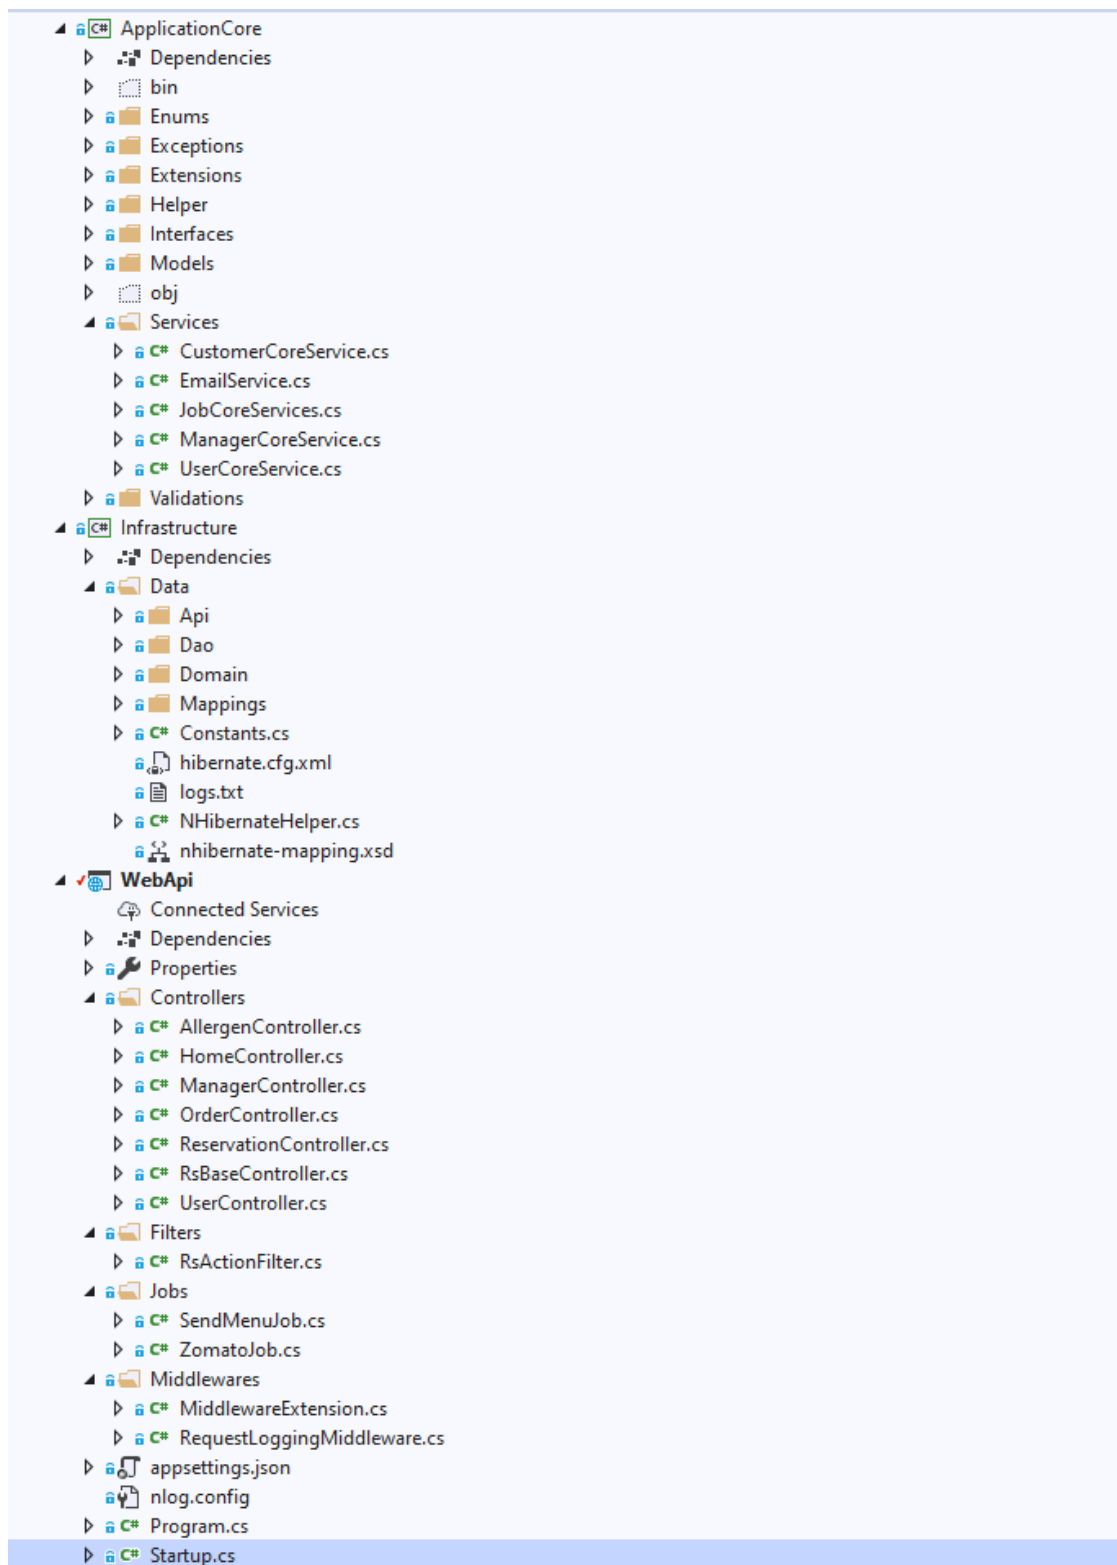 C# ApplicationCore
Dependencies
bin
Enums
Exceptions
Extensions
Helper
Interfaces
Models
obj
Services
C# CustomerCoreService.cs
C# EmailService.cs
C# JobCoreServices.cs
C# ManagerCoreService.cs
C# UserCoreService.cs
Validations
C# Infrastructure
Dependencies
Data
Api
Dao
Domain
Mappings
C# Constants.cs
hibernate.cfg.xml
logs.txt
C# NHibernateHelper.cs
nhibernate-mapping.xsd
WebApi
Connected Services
Dependencies
Properties
Controllers
C# AllergenController.cs
C# HomeController.cs
C# ManagerController.cs
C# OrderController.cs
C# ReservationController.cs
C# RsBaseController.cs
C# UserController.cs
Filters
C# RsActionFilter.cs
Jobs
C# SendMenuJob.cs
C# ZomatoJob.cs
Middlewares
C# MiddlewareExtension.cs
C# RequestLoggingMiddleware.cs
appsettings.json
nlog.config
C# Program.cs
C# Startup.cs